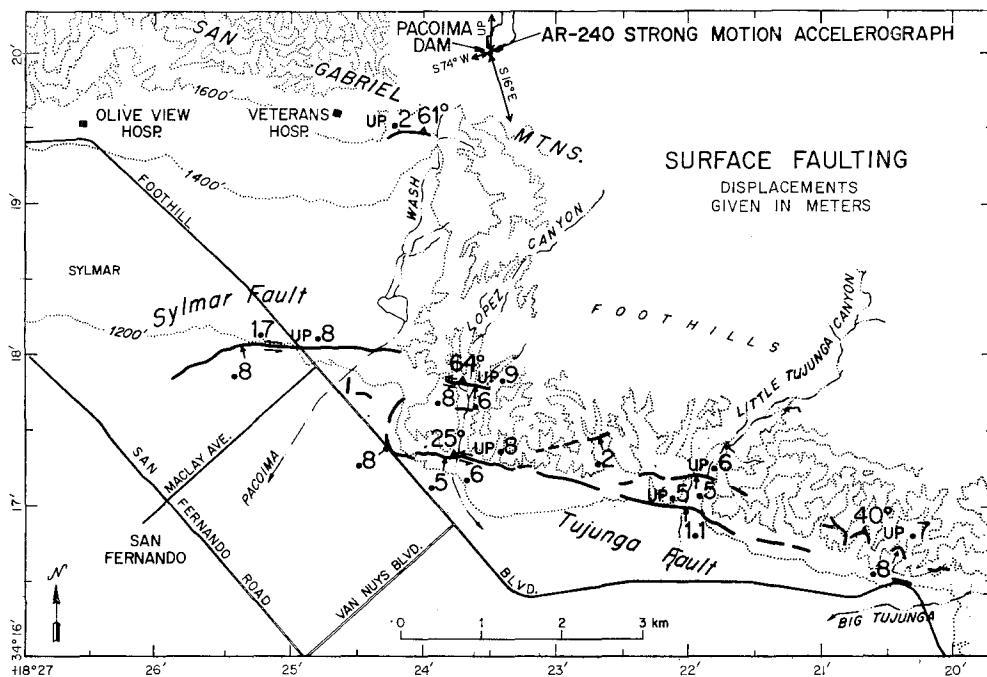 SAN
GABRIEL
MTNS.
PACOIMA
DAM
UP
S 74° W
S 16° E
AR-240 STRONG MOTION ACCELEROGRAPH
20'
1600'
OLIVE VIEW
HOSP.
VETERANS
HOSP.
UP .2 61°
SURFACE FAULTING
DISPLACEMENTS
GIVEN IN METERS
FOOTHILL
1400'
WASH
19'
LOPEZ
CANYON
SYLMAR
Sylmar Fault
FOOTHILLS
LITTLE TUJUNGA CANYON
1200'
1.7
UP .8
18'
.8
64°
UP .9
.8
.6
25°
UP .8
.8
.5
.6
.2
UP .6
UP .5
.5
1.1
40°
UP .7
.8
SAN
FERNANDO
ROAD
MACLAY AVE.
PACOIMA
17'
SAN
FERNANDO
VAN NUYS BLVD.
BLVD.
Tujunga Fault
BIG TUJUNGA
N
0 1 2 3 km
34°16'
118°27 26' 25' 24' 23' 22' 21' 20'